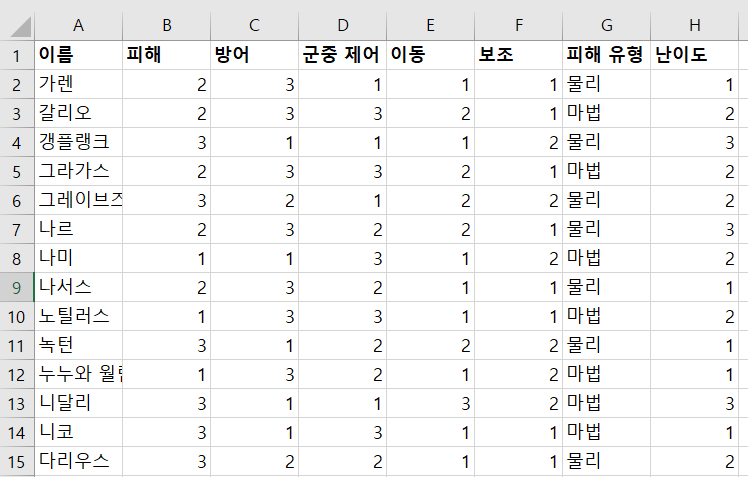 A B C D E F G H
1 이름 피해 방어 군중 제어 이동 보조 피해 유형 난이도
2 가렌 2 3 1 1 1 물리 1
3 갈리오 2 3 3 2 1 마법 2
4 갱플랭크 3 1 1 1 2 물리 3
5 그라가스 2 3 3 2 1 마법 2
6 그레이브즈 3 2 1 2 2 물리 2
7 나르 2 3 2 2 1 물리 3
8 나미 1 1 3 1 2 마법 2
9 나서스 2 3 2 1 1 물리 1
10 노틸러스 1 3 3 1 1 마법 2
11 녹턴 3 1 2 2 2 물리 1
12 누누와 1 3 2 1 2 마법 1
13 니달리 3 1 1 3 2 마법 3
14 니코 3 1 3 1 1 마법 1
15 다리우스 3 2 2 1 1 물리 2